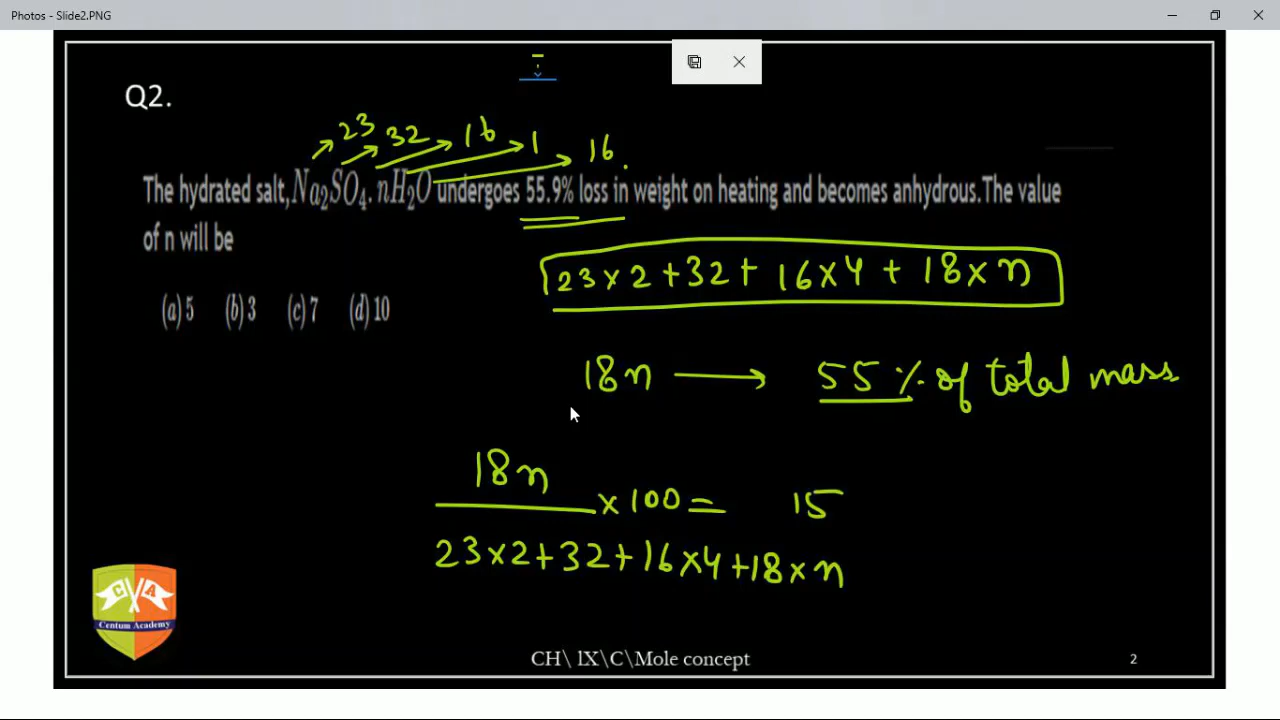 Photos - Slide2.PNG
Q2.
23 32 16 1 16.
The hydrated salt, Na₂SO₄. nH₂O undergoes 55.9% loss in weight on heating and becomes anhydrous.The value
of n will be
23×2+32+ 16×4 + 18×n
(a) 5 (b) 3 (c) 7 (d) 10
18n ⟶ 55 % of total mass
18n
× 100 = 15
23×2+32+16×4+18×n
C A
Centum Academy
CH\ lX\C\Mole concept
2